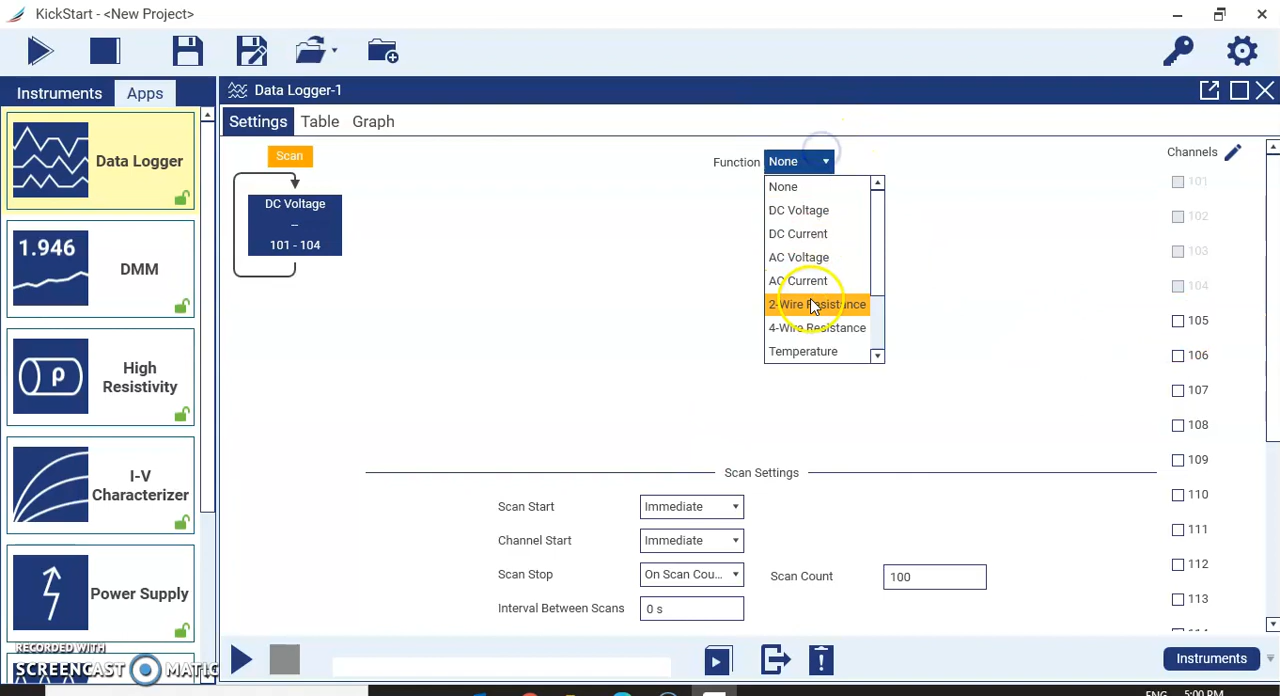 KickStart - <New Project>
Instruments Apps
Data Logger-1
Settings Table Graph
Data Logger
1.946
DMM
High Resistivity
ρ
I-V Characterizer
Power Supply
Scan
DC Voltage
--
101 - 104
Function None
None
DC Voltage
DC Current
AC Voltage
AC Current
2-Wire Resistance
4-Wire Resistance
Temperature
Channels
101
102
103
104
105
106
107
108
109
110
111
112
113
Scan Settings
Scan Start Immediate
Channel Start Immediate
Scan Stop On Scan Cou... Scan Count 100
Interval Between Scans 0 s
Instruments
RECORDED WITH
SCREENCAST MATIC
ENG 5:00 PM